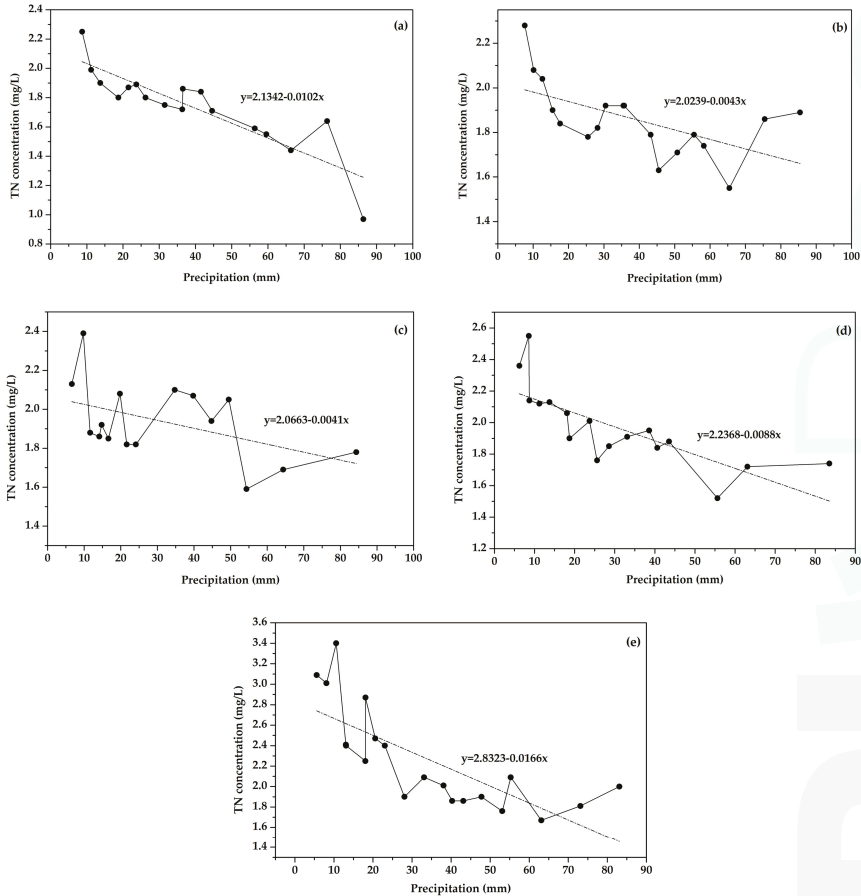 (a)
2.4
2.2
2.0
1.8
1.6
1.4
1.2
1.0
0.8
TN concentration (mg/L)
y=2.1342-0.0102x
0 10 20 30 40 50 60 70 80 90 100
Precipitation (mm)
(b)
2.2
2.0
1.8
1.6
1.4
TN concentration (mg/L)
y=2.0239-0.0043x
0 10 20 30 40 50 60 70 80 90 100
Precipitation (mm)
(c)
2.4
2.2
2.0
1.8
1.6
1.4
TN concentration (mg/L)
y=2.0663-0.0041x
0 10 20 30 40 50 60 70 80 90 100
Precipitation (mm)
(d)
2.6
2.4
2.2
2.0
1.8
1.6
1.4
1.2
TN concentration (mg/L)
y=2.2368-0.0088x
0 10 20 30 40 50 60 70 80 90
Precipitation (mm)
(e)
3.6
3.4
3.2
3.0
2.8
2.6
2.4
2.2
2.0
1.8
1.6
1.4
TN concentration (mg/L)
y=2.8323-0.0166x
0 10 20 30 40 50 60 70 80 90
Precipitation (mm)